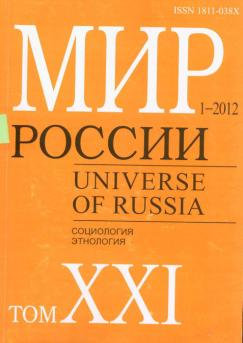 ISSN 1811-038X
МИР
1–2012
РОССИИ
UNIVERSE
OF RUSSIA
СОЦИОЛОГИЯ
ЭТНОЛОГИЯ
ТОМ XXI